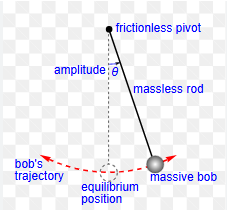 frictionless pivot
amplitude
θ
massless rod
bob's
trajectory
massive bob
equilibrium
position